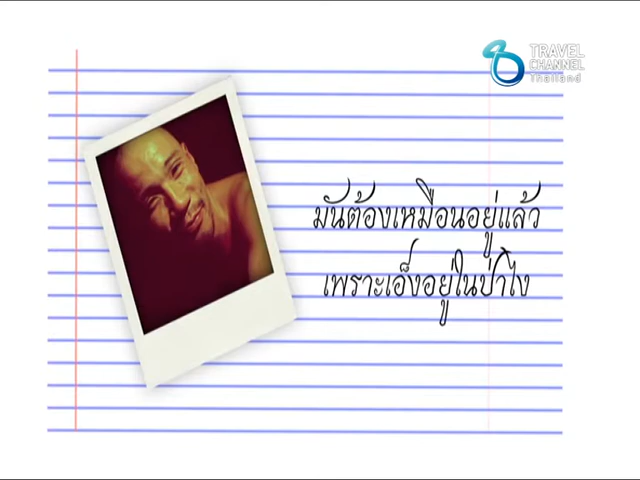 TRAVEL
CHANNEL
Thailand
มันต้องเหมือนอยู่แล้ว
เพราะเอ็งอยู่ในป่าไง